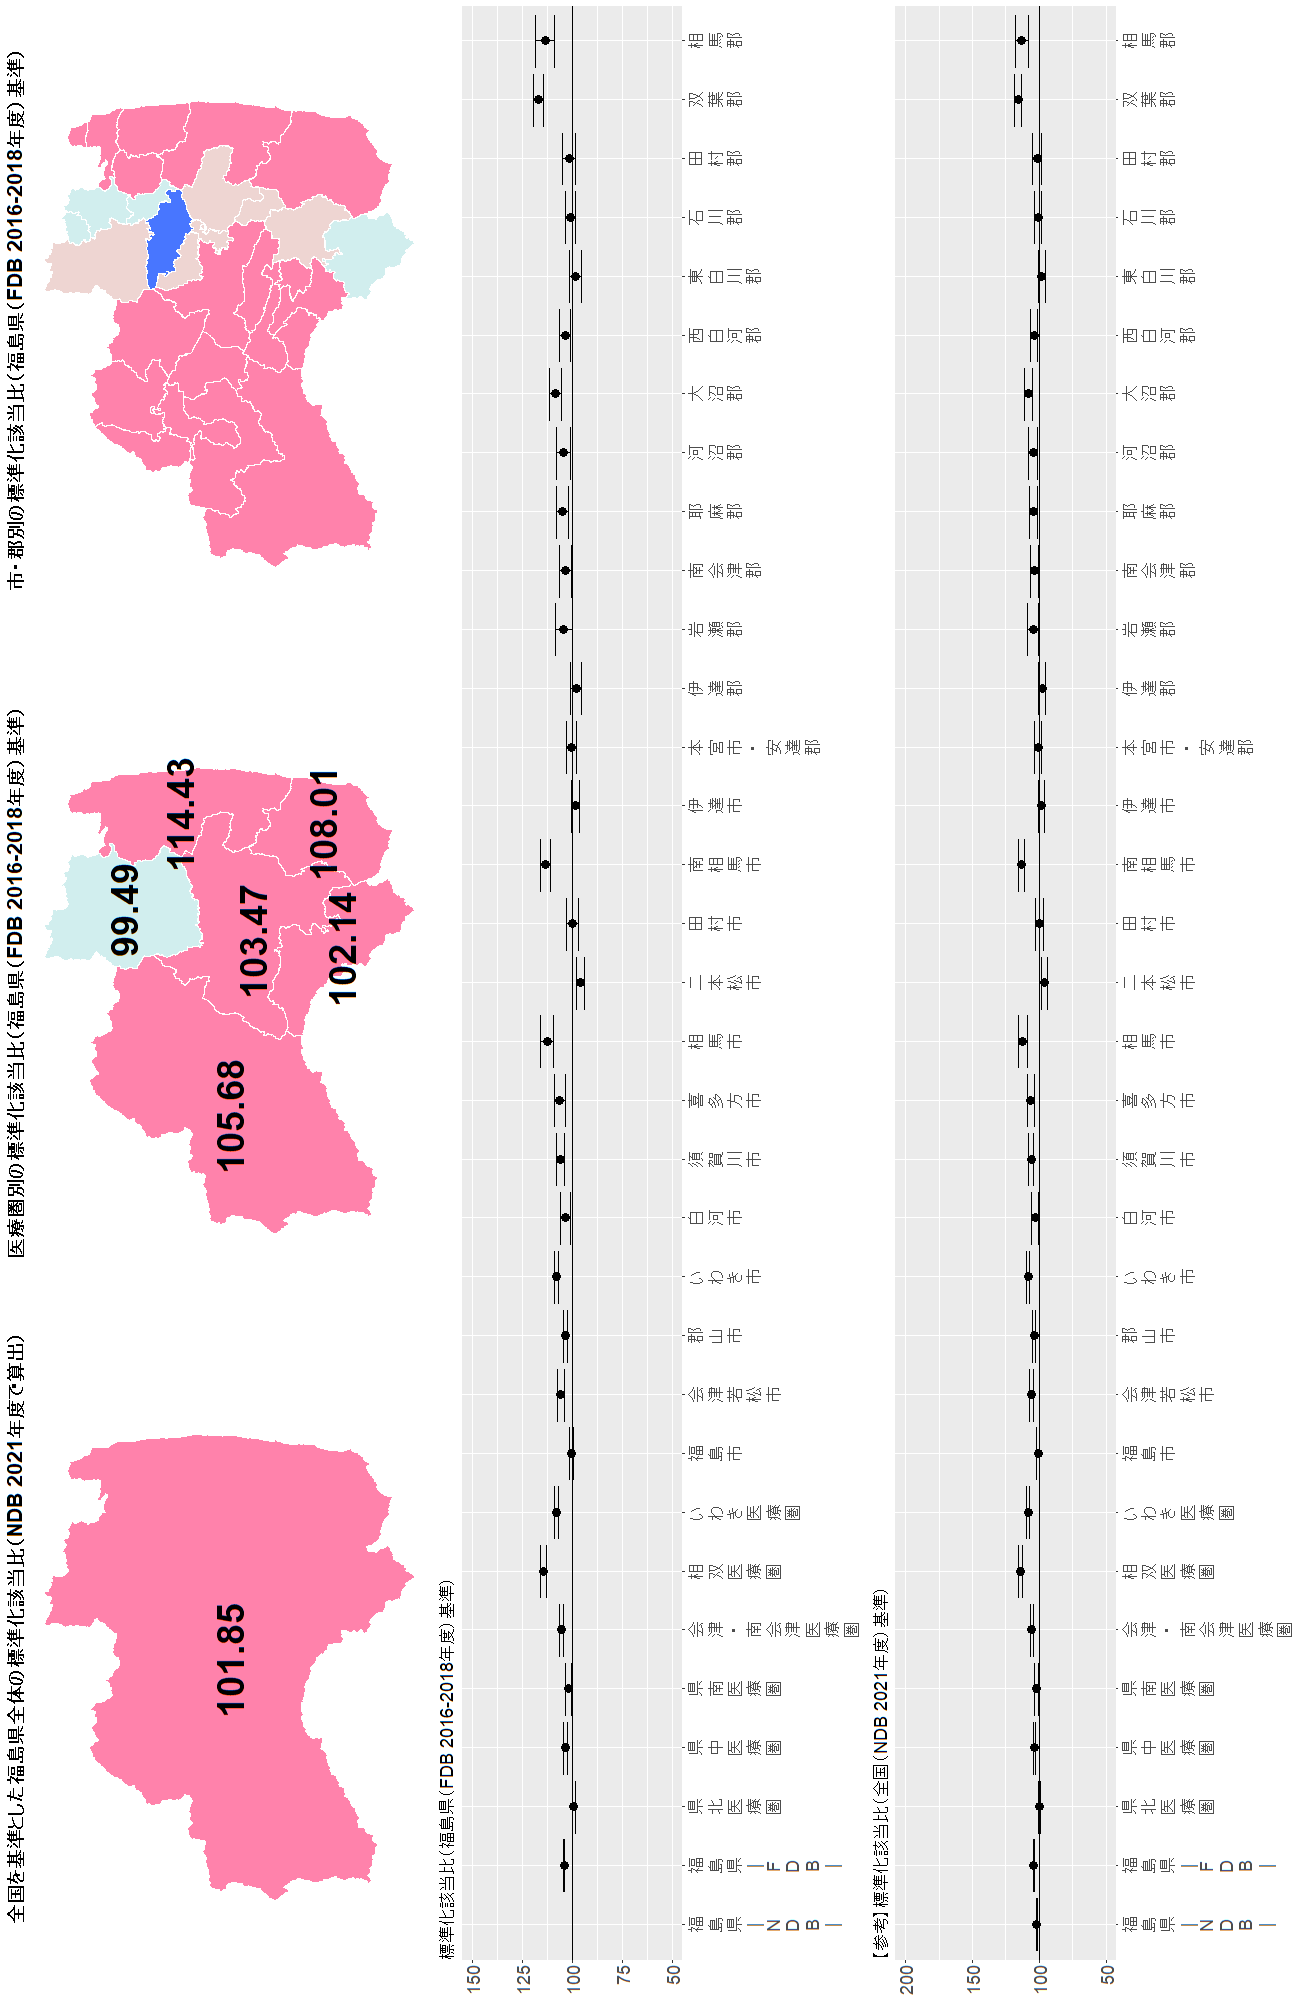 全国を基準とした福島県全体の標準化該当比（NDB 2021年度で算出）
101.85
医療圏別の標準化該当比（福島県（FDB 2016-2018年度）基準）
99.49
114.43
105.68
103.47
108.01
102.14
市・郡別の標準化該当比（福島県（FDB 2016-2018年度）基準）
標準化該当比（福島県（FDB 2016-2018年度）基準）
150
125
100
75
50
福島県|NDB|
福島県|FDB|
県北医療圏
県中医療圏
県南医療圏
会津・南会津医療圏
相双医療圏
いわき医療圏
福島市
会津若松市
郡山市
いわき市
白河市
須賀川市
喜多方市
相馬市
二本松市
田村市
南相馬市
伊達市
本宮市・安達郡
伊達郡
岩瀬郡
南会津郡
耶麻郡
河沼郡
大沼郡
西白河郡
東白川郡
石川郡
田村郡
双葉郡
相馬郡
【参考】標準化該当比（全国（NDB 2021年度）基準）
200
150
100
50
福島県|NDB|
福島県|FDB|
県北医療圏
県中医療圏
県南医療圏
会津・南会津医療圏
相双医療圏
いわき医療圏
福島市
会津若松市
郡山市
いわき市
白河市
須賀川市
喜多方市
相馬市
二本松市
田村市
南相馬市
伊達市
本宮市・安達郡
伊達郡
岩瀬郡
南会津郡
耶麻郡
河沼郡
大沼郡
西白河郡
東白川郡
石川郡
田村郡
双葉郡
相馬郡